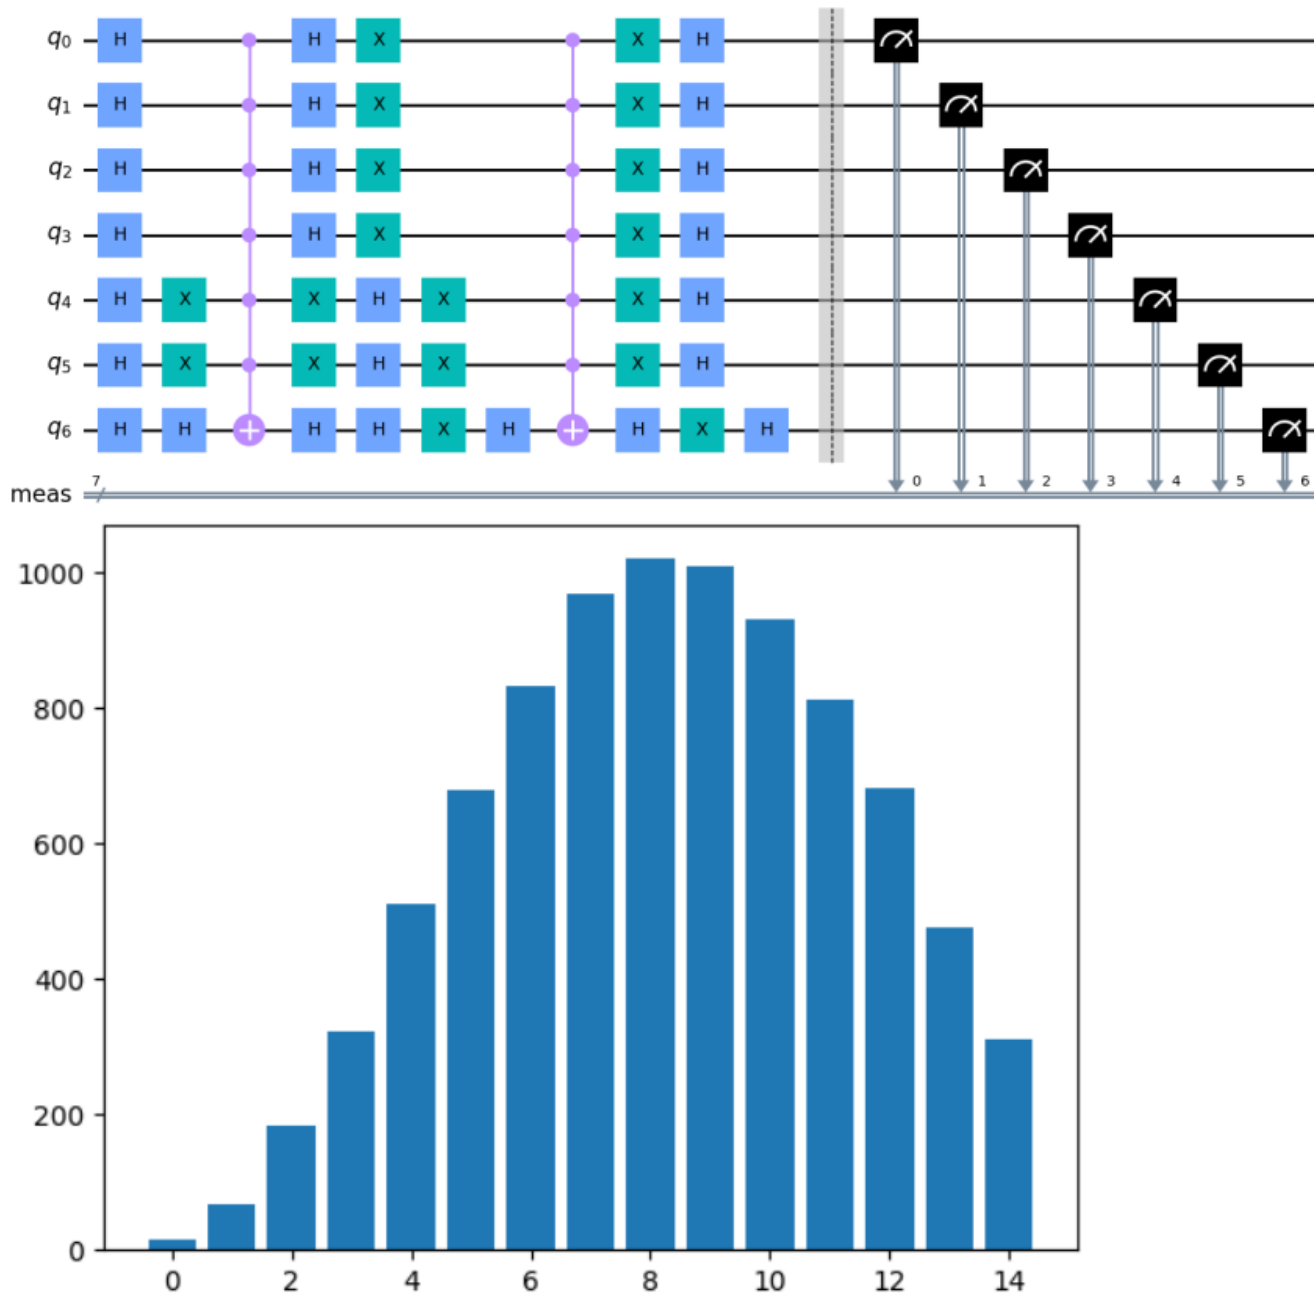 q0 H H X X H
q1 H H X X H
q2 H H X X H
q3 H H X X H
q4 H X X H X X H
q5 H X X H X X H
q6 H H H H X H H X H
meas 7 0 1 2 3 4 5 6
1000
800
600
400
200
0
0 2 4 6 8 10 12 14